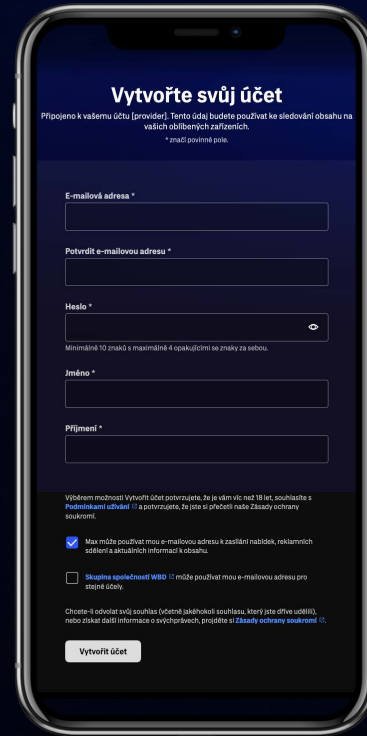 Vytvořte svůj účet
Připojeno k vašemu účtu [provider]. Tento údaj budete používat ke sledování obsahu na
vašich oblíbených zařízeních.
* značí povinné pole.
E-mailová adresa *
Potvrdit e-mailovou adresu *
Heslo *
Minimálně 10 znaků s maximálně 4 opakujícími se znaky za sebou.
Jméno *
Příjmení *
Výběrem možnosti Vytvořit účet potvrzujete, že je vám víc než 18 let, souhlasíte s
Podmínkami užívání a potvrzujete, že jste si přečetli naše Zásady ochrany
soukromí.
Max může používat mou e-mailovou adresu k zasílání nabídek, reklamních
sdělení a aktuálních informací k obsahu.
Skupina společností WBD může používat mou e-mailovou adresu pro
stejné účely.
Chcete-li odvolat svůj souhlas (včetně jakéhokoli souhlasu, který jste dříve udělili),
nebo získat další informace o svýchprávech, projděte si Zásady ochrany soukromí.
Vytvořit účet